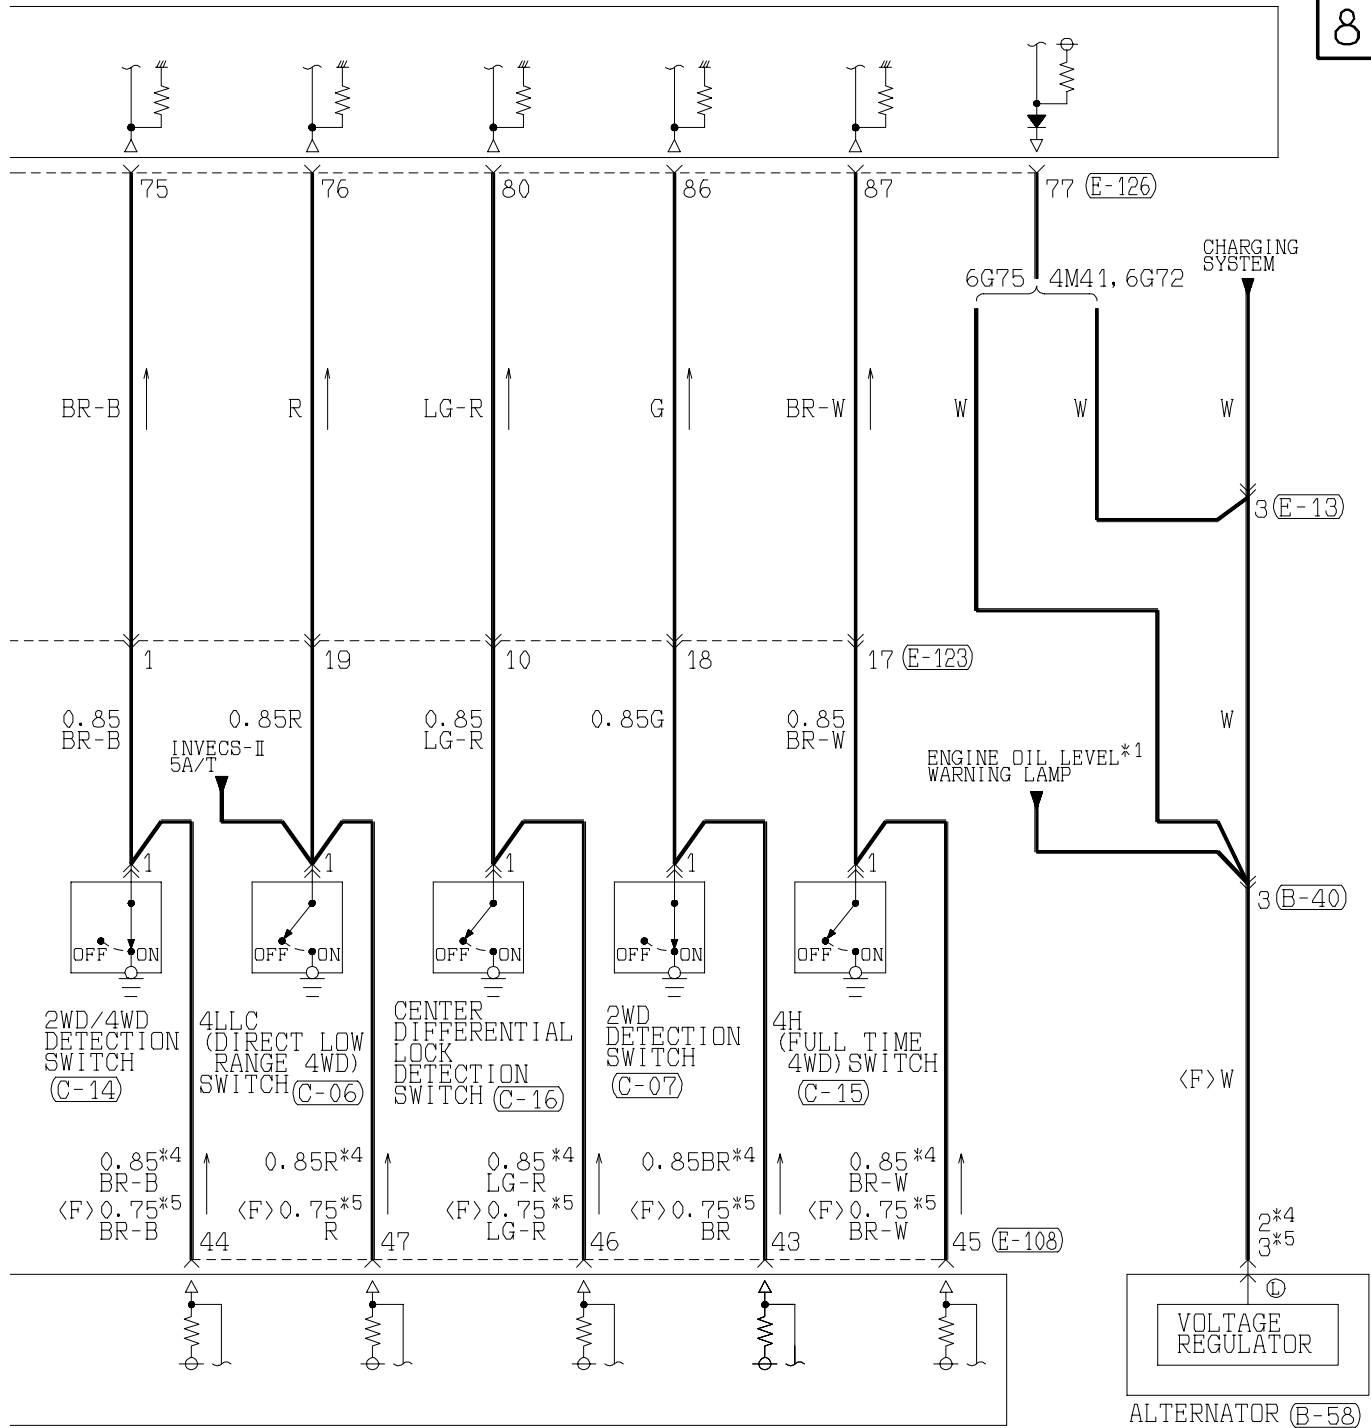 8
75 76 80 86 87 77 E-126
CHARGING
SYSTEM
6G75 4M41, 6G72
BR-B R LG-R G BR-W W W W
3 E-13
1 19 10 18 17 E-123
0.85 0.85R 0.85 0.85G 0.85 W
BR-B LG-R BR-W
INVECS-Ⅱ
5A/T
ENGINE OIL LEVEL*1
WARNING LAMP
1 1 1 1 1
3 B-40
OFF ON OFF ON OFF ON OFF ON OFF ON
2WD/4WD
DETECTION
SWITCH
C-14
4LLC
(DIRECT LOW
RANGE 4WD)
SWITCH C-06
CENTER
DIFFERENTIAL
LOCK
DETECTION
SWITCH C-16
2WD
DETECTION
SWITCH
C-07
4H
(FULL TIME
4WD) SWITCH
C-15
<F>W
0.85*4 0.85R*4 0.85*4 0.85BR*4 0.85*4
BR-B LG-R BR-W
<F>0.75*5 <F>0.75*5 <F>0.75*5 <F>0.75*5 <F>0.75*5
BR-B R LG-R BR BR-W
44 47 46 43 45 E-108
2*4
3*5
L
VOLTAGE
REGULATOR
ALTERNATOR B-58